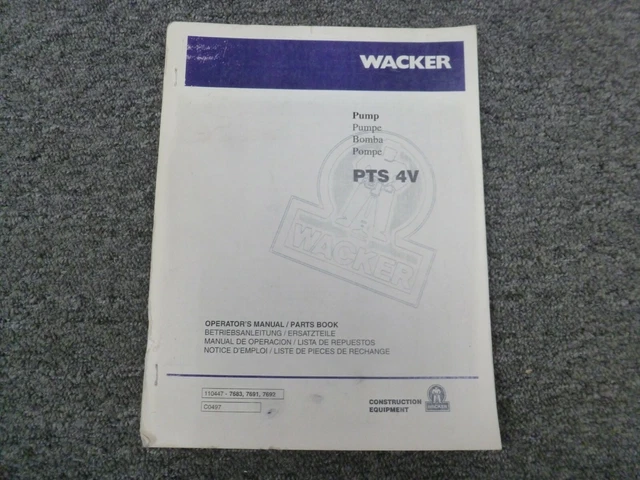 WACKER
Pump
Pumpe
Bomba
Pompe
PTS 4V
WACKER
OPERATOR'S MANUAL / PARTS BOOK
BETRIEBSANLEITUNG / ERSATZTEILE
MANUAL DE OPERACION / LISTA DE REPUESTOS
NOTICE D'EMPLOI / LISTE DE PIECES DE RECHANGE
110447 - 7683, 7691, 7695
C0497
CONSTRUCTION
EQUIPMENT
WACKER